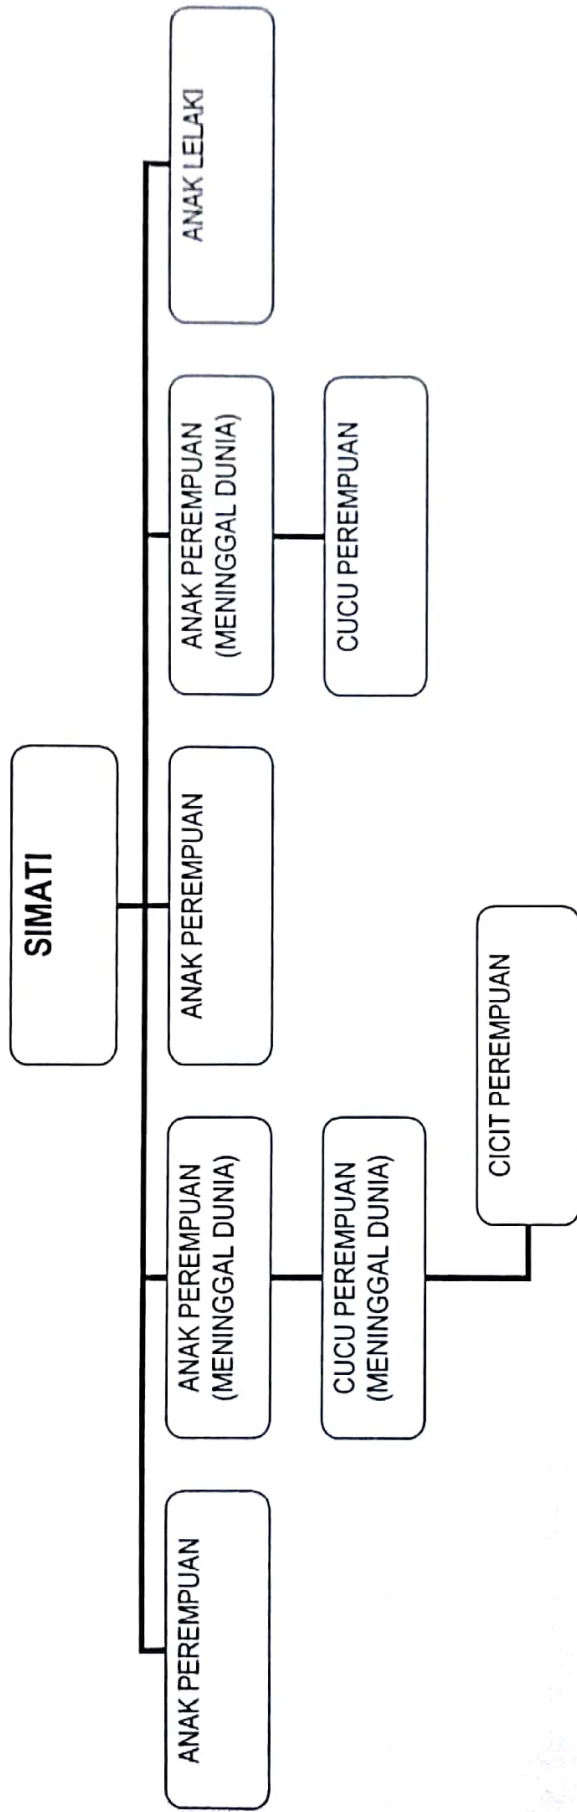 SIMATI
ANAK PEREMPUAN
ANAK PEREMPUAN
(MENINGGAL DUNIA)
ANAK PEREMPUAN
ANAK PEREMPUAN
(MENINGGAL DUNIA)
ANAK LELAKI
CUCU PEREMPUAN
(MENINGGAL DUNIA)
CUCU PEREMPUAN
CICIT PEREMPUAN